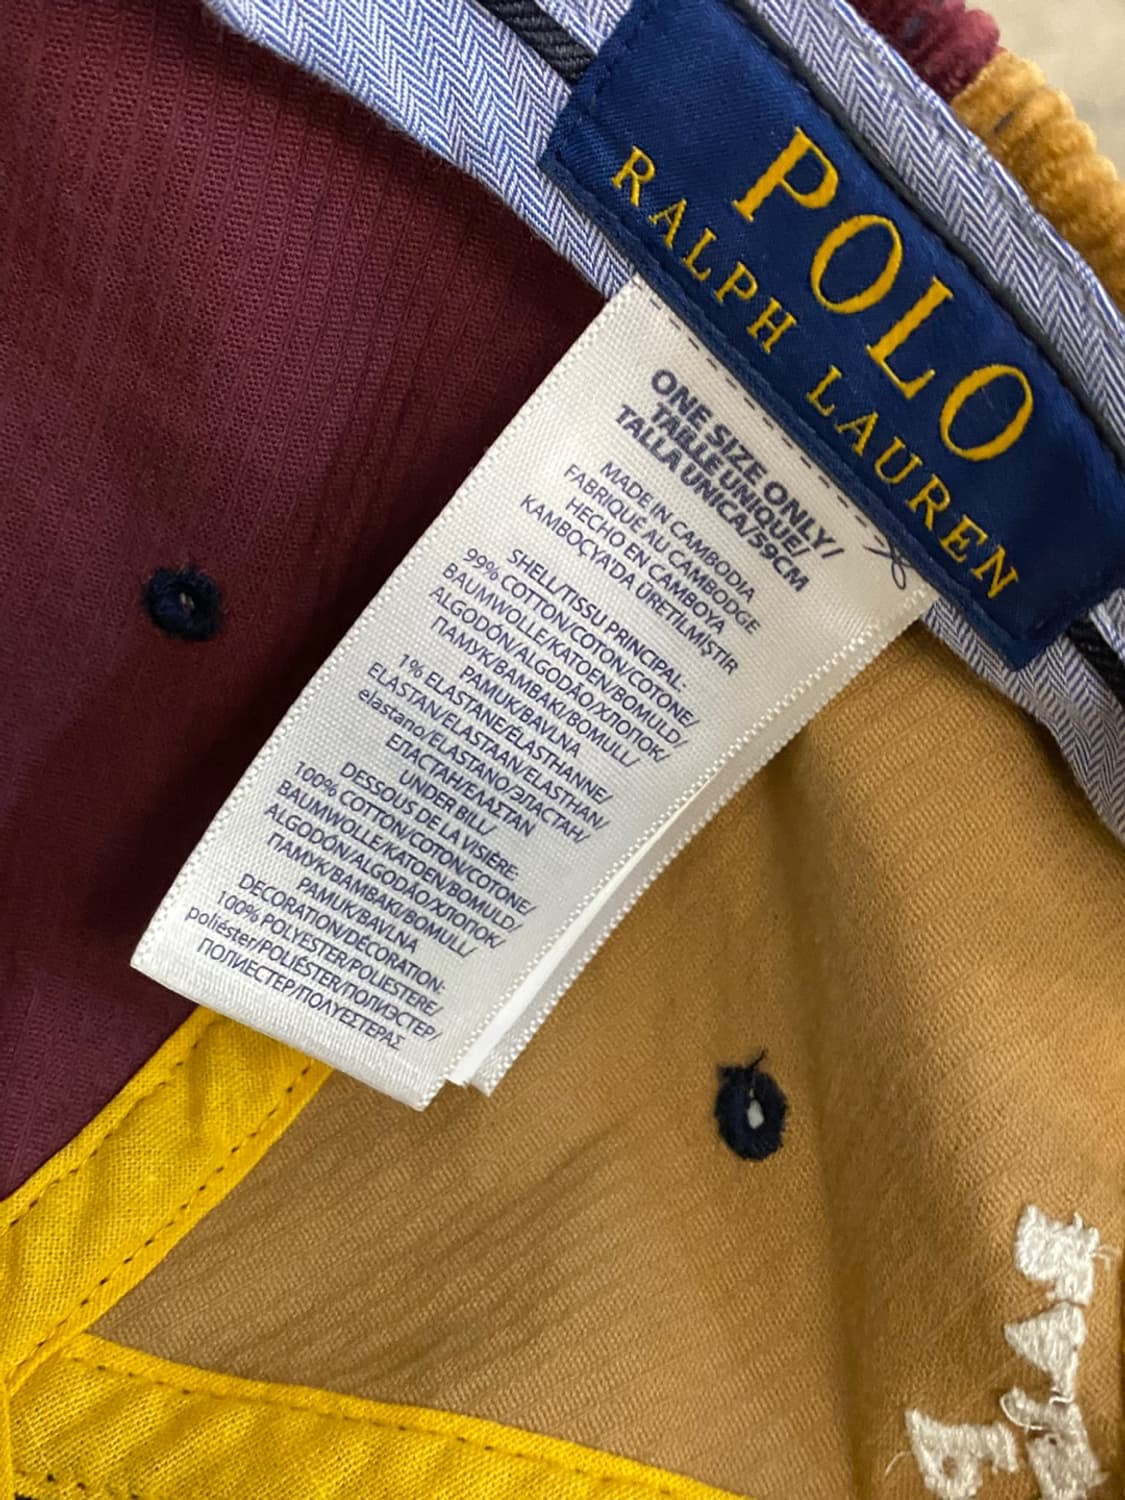 POLO
RALPH LAUREN
ONE SIZE ONLY/
TAILLE UNIQUE/
TALLA UNICA/59CM
MADE IN CAMBODIA
FABRIQUÉ AU CAMBODGE
HECHO EN CAMBOYA
KAMBOÇYA'DA ÜRETİLMİŞTİR
SHELL/TISSU PRINCIPAL:
99% COTTON/COTON/COTONE/
BAUMWOLLE/KATOEN/BOMULD/
ALGODÓN/ALGODÃO/ХЛОПОК/
ПАМУК/ΒΑΜΒΑΚΙ/BOMULL/
PAMUK/BAVLNA
1% ELASTANE/ÉLASTHANNE/
ELASTAN/ELASTAAN/ELASTHAN/
elastano/ELASTANO/ЭЛАСТАН/
ЕЛАСТАН/ΕΛΑΣΤΑΝ
UNDER BILL/
DESSOUS DE LA VISIÈRE:
100% COTTON/COTON/COTONE/
BAUMWOLLE/KATOEN/BOMULD/
ALGODÓN/ALGODÃO/ХЛОПОК/
ПАМУК/ΒΑΜΒΑΚΙ/BOMULL/
PAMUK/BAVLNA
DECORATION/DÉCORATION:
100% POLYESTER/POLIESTERE/
poliéster/POLIÉSTER/ПОЛИЭСТЕР/
ПОЛИЕСТЕР/ΠΟΛΥΕΣΤΕΡΑΣ